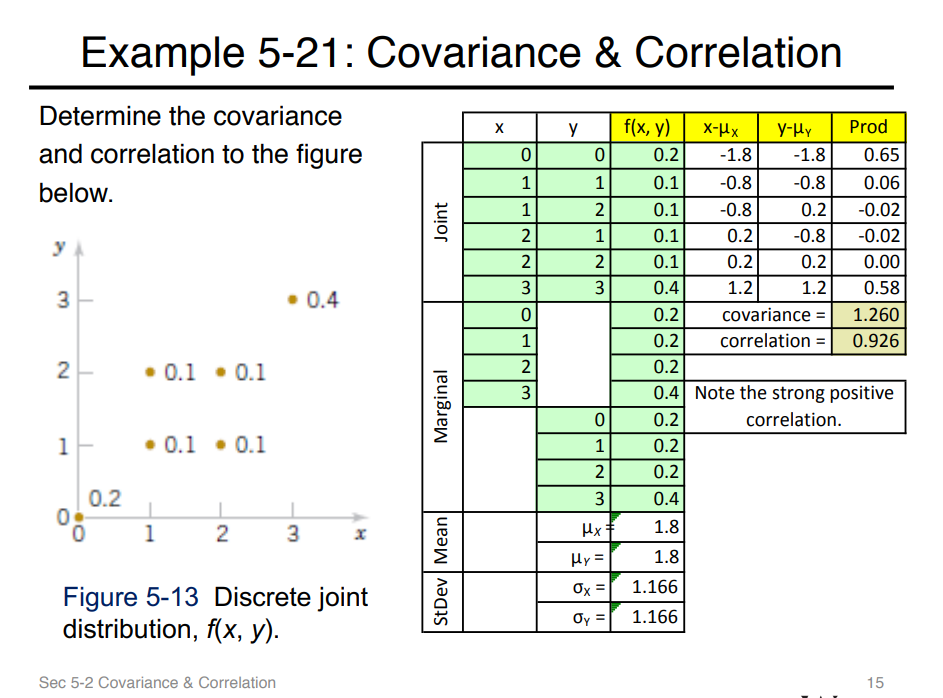 Example 5-21: Covariance & Correlation
Determine the covariance
and correlation to the figure
below.
y
3
0.4
2
0.1
0.1
1
0.1
0.1
0.2
0
0
1
2
3
x
Figure 5-13 Discrete joint
distribution, f(x, y).
x y f(x, y) x-μX y-μY Prod
Joint
0 0 0.2 -1.8 -1.8 0.65
1 1 0.1 -0.8 -0.8 0.06
1 2 0.1 -0.8 0.2 -0.02
2 1 0.1 0.2 -0.8 -0.02
2 2 0.1 0.2 0.2 0.00
3 3 0.4 1.2 1.2 0.58
Marginal
0 0.2 covariance = 1.260
1 0.2 correlation = 0.926
2 0.2
3 0.4 Note the strong positive
0 0.2 correlation.
1 0.2
2 0.2
3 0.4
Mean
μX = 1.8
μY = 1.8
StDev
σX = 1.166
σY = 1.166
Sec 5-2 Covariance & Correlation
15